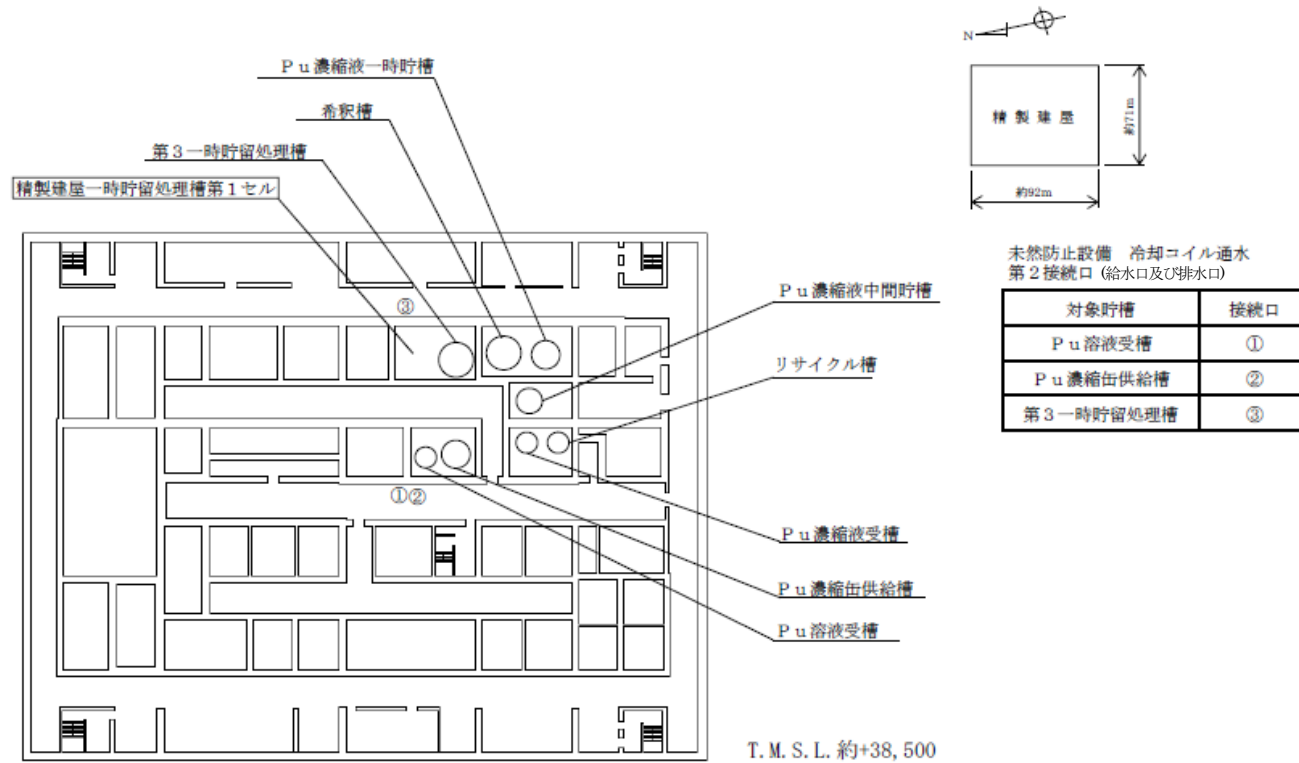 Pu濃縮液一時貯槽
希釈槽
第3一時貯留処理槽
精製建屋一時貯留処理槽第1セル
③
Pu濃縮液中間貯槽
リサイクル槽
①②
Pu濃縮液受槽
Pu濃縮缶供給槽
Pu溶液受槽
T.M.S.L.約+38,500
N
精製建屋
約71m
約92m
未然防止設備 冷却コイル通水
第2接続口(給水口及び排水口)
対象貯槽 接続口
Pu溶液受槽 ①
Pu濃縮缶供給槽 ②
第3一時貯留処理槽 ③